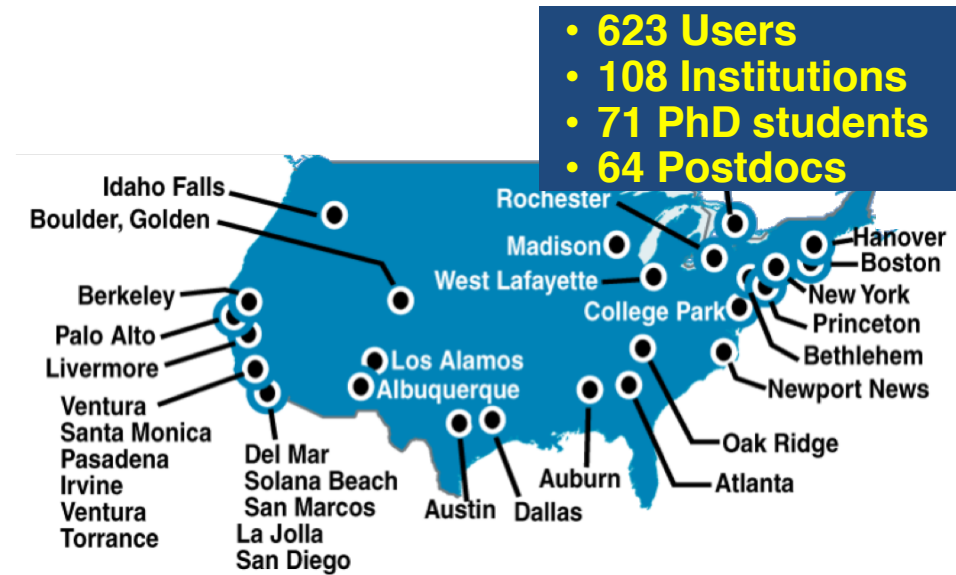 • 623 Users
• 108 Institutions
• 71 PhD students
• 64 Postdocs
Idaho Falls
Boulder, Golden
Rochester
Madison
West Lafayette
College Park
Hanover
Boston
New York
Princeton
Bethlehem
Newport News
Berkeley
Palo Alto
Livermore
Los Alamos
Albuquerque
Ventura
Santa Monica
Pasadena
Irvine
Ventura
Torrance
Del Mar
Solana Beach
San Marcos
La Jolla
San Diego
Austin
Dallas
Auburn
Oak Ridge
Atlanta